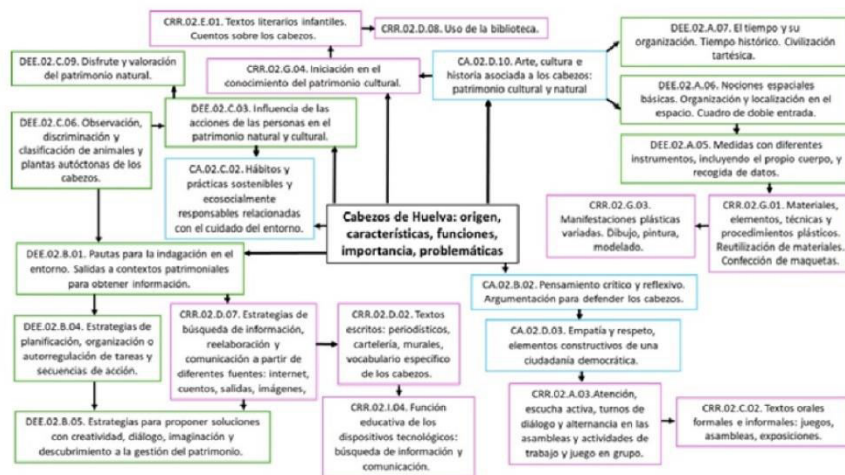 CRR.02.E.01. Textos literarios infantiles.
Cuentos sobre los cabezos.
CRR.02.D.08. Uso de la biblioteca.
DEE.02.A.07. El tiempo y su
organización. Tiempo histórico. Civilización
tartésica.
DEE.02.C.09. Disfrute y
valoración del patrimonio natural.
CRR.02.G.04. Iniciación en el
conocimiento del patrimonio cultural.
CA.02.D.10. Arte, cultura e
historia asociada a los cabezos:
patrimonio cultural y natural
DEE.02.A.06. Nociones espaciales
básicas. Organización y localización en el
espacio. Cuadro de doble entrada.
DEE.02.C.06. Observación,
discriminación y
clasificación de animales y
plantas autóctonas de los
cabezos.
DEE.02.C.03. Influencia de las
acciones de las personas en el
patrimonio natural y cultural.
DEE.02.A.05. Medidas con diferentes
instrumentos, incluyendo el propio cuerpo, y
recogida de datos.
CA.02.C.02. Hábitos y
prácticas sostenibles y
ecosocialmente
responsables relacionadas
con el cuidado del entorno.
Cabezos de Huelva: origen,
características, funciones,
importancia, problemáticas
CRR.02.G.03.
Manifestaciones plásticas
variadas. Dibujo, pintura,
modelado.
CRR.02.G.01. Materiales,
elementos, técnicas y
procedimientos plásticos.
Reutilización de materiales.
Confección de maquetas.
DEE.02.B.01. Pautas para la indagación en el
entorno. Salidas a contextos patrimoniales
para obtener información.
CA.02.B.02. Pensamiento crítico y reflexivo.
Argumentación para defender los cabezos.
DEE.02.B.04. Estrategias de
planificación, organización o
autorregulación de tareas y
secuencias de acción.
CRR.02.D.07. Estrategias de
búsqueda de información,
reelaboración y
comunicación a partir de
diferentes fuentes: internet,
cuentos, salidas, imágenes,
CRR.02.D.02. Textos
escritos: periodísticos,
cartelería, murales,
vocabulario específico
de los cabezos.
CA.02.D.03. Empatía y respeto,
elementos constructivos de una
ciudadanía democrática.
DEE.02.B.05. Estrategias para proponer soluciones
con creatividad, diálogo, imaginación y
descubrimiento a la gestión del patrimonio.
CRR.02.I.04. Función
educativa de los
dispositivos tecnológicos:
búsqueda de información y
comunicación.
CRR.02.A.03.Atención,
escucha activa, turnos de
diálogo y alternancia en las
asambleas y actividades de
trabajo y juego en grupo.
CRR.02.C.02. Textos orales
formales e informales: juegos,
asambleas, exposiciones.